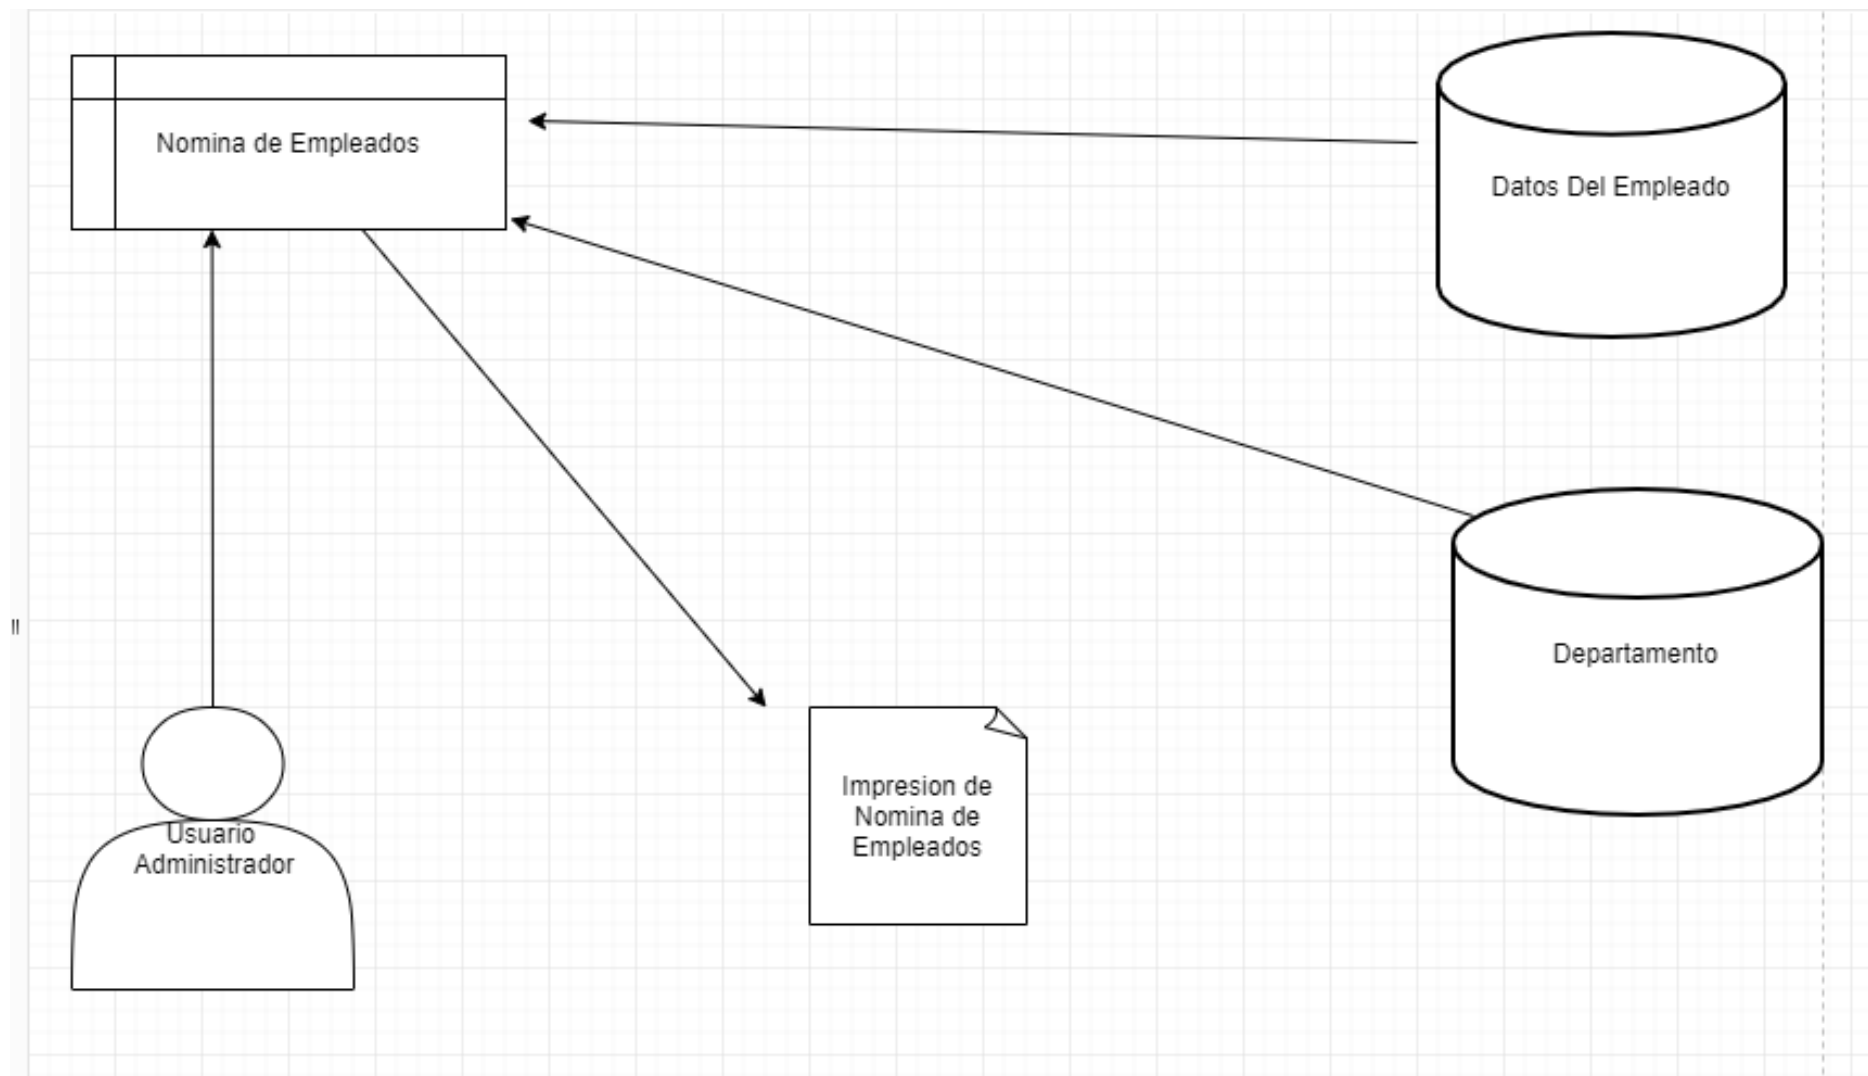 Nomina de Empleados
Datos Del Empleado
Departamento
Impresion de
Nomina de
Empleados
Usuario
Administrador